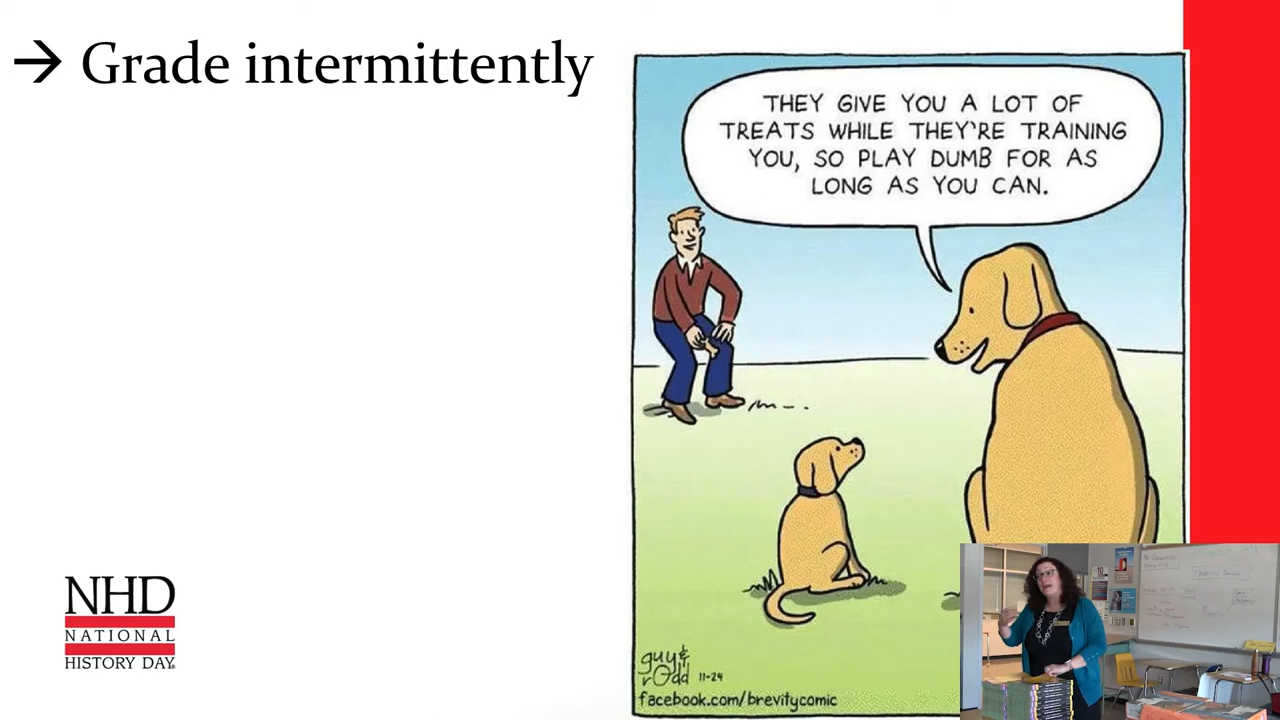 → Grade intermittently
THEY GIVE YOU A LOT OF
TREATS WHILE THEY'RE TRAINING
YOU, SO PLAY DUMB FOR AS
LONG AS YOU CAN.
NHD
NATIONAL
HISTORY DAY®
guy &
rodd 11-24
facebook.com/brevitycomic